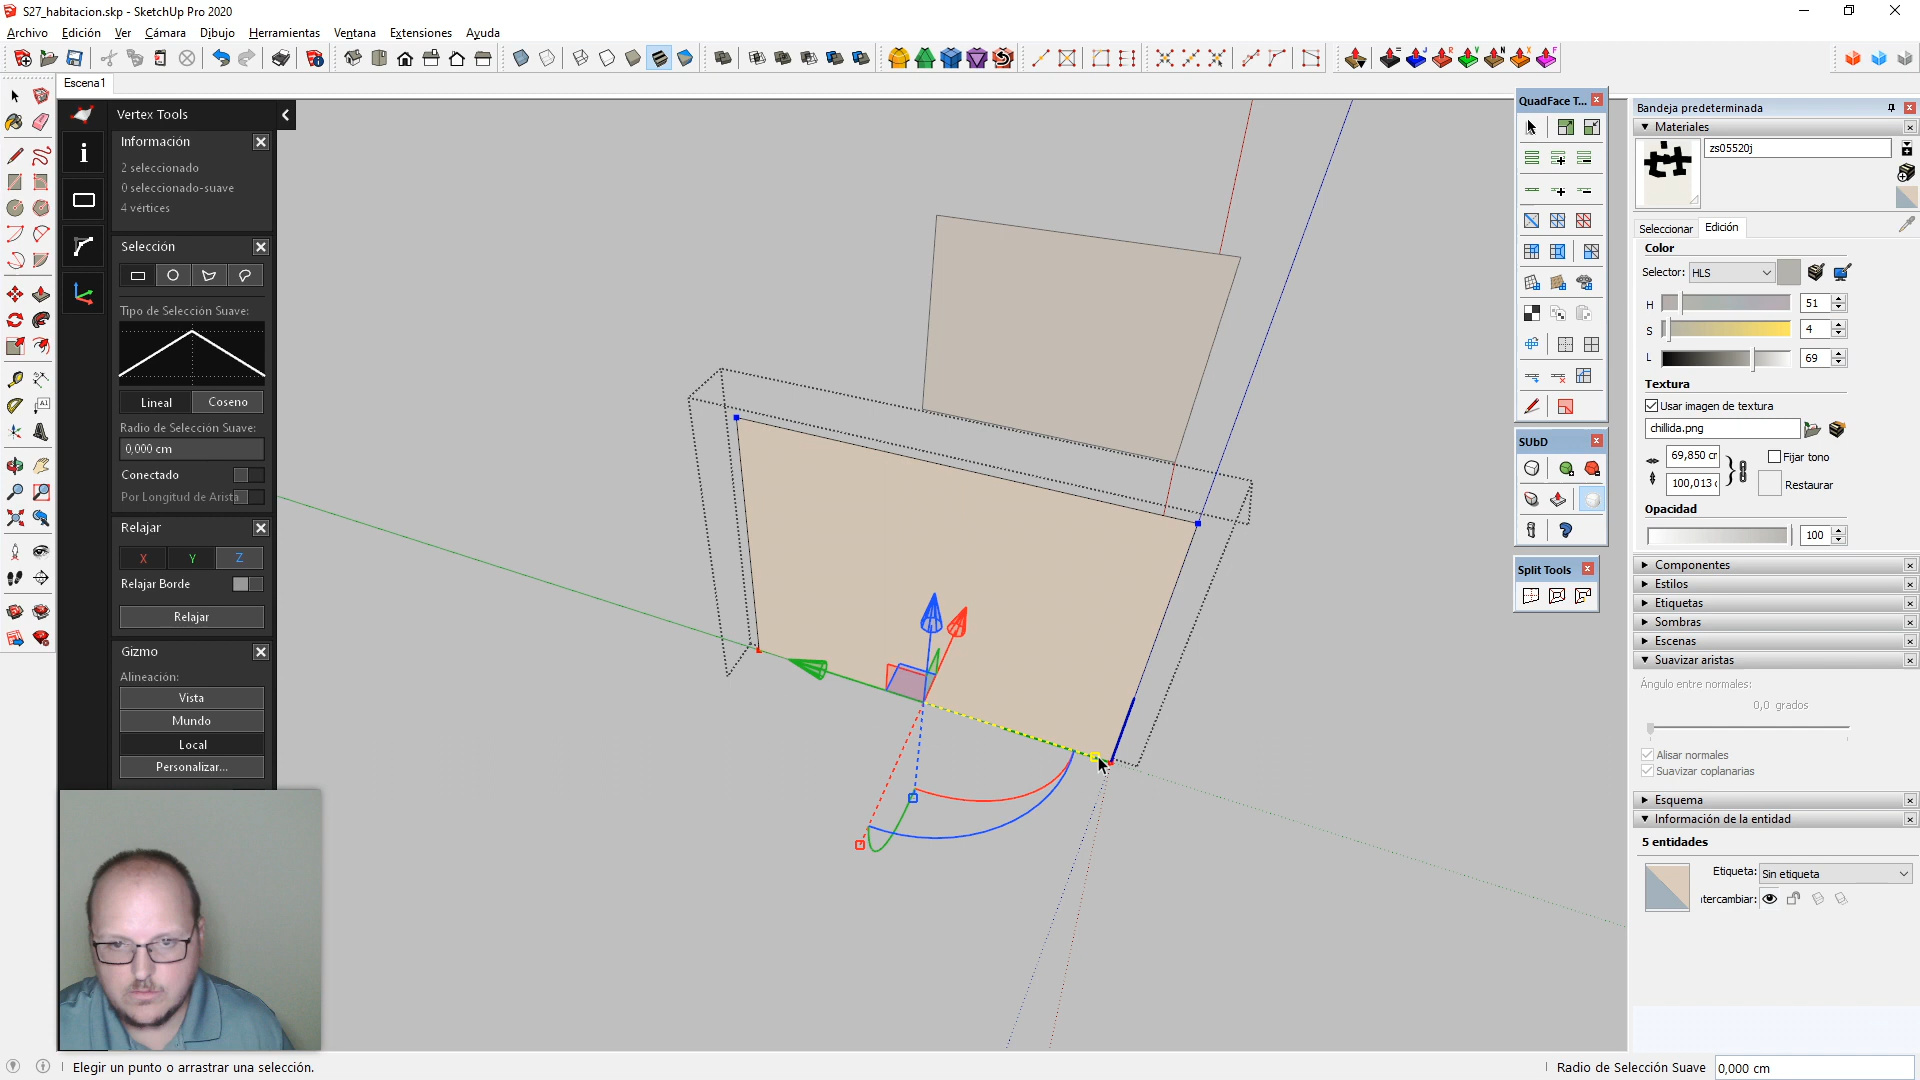 S27_habitacion.skp - SketchUp Pro 2020
Archivo Edición Ver Cámara Dibujo Herramientas Ventana Extensiones Ayuda
Escena1
Vertex Tools
Información
2 seleccionado
0 seleccionado-suave
4 vértices
Selección
Tipo de Selección Suave:
Lineal Coseno
Radio de Selección Suave:
0,000 cm
Conectado
Por Longitud de Arista
Relajar
X Y Z
Relajar Borde
Relajar
Gizmo
Alineación:
Vista
Mundo
Local
Personalizar...
QuadFace T...
SUbD
Split Tools
Bandeja predeterminada
Materiales
zs05520j
Seleccionar Edición
Color
Selector: HLS
H 51
S 4
L 69
Textura
Usar imagen de textura
chillida.png
69,850 cr
Fijar tono
100,013
Restaurar
Opacidad
100
Componentes
Estilos
Etiquetas
Sombras
Escenas
Suavizar aristas
Ángulo entre normales:
0,0 grados
Alisar normales
Suavizar coplanarias
Esquema
Información de la entidad
5 entidades
Etiqueta: Sin etiqueta
itercambiar:
Elegir un punto o arrastrar una selección.
Radio de Selección Suave 0,000 cm